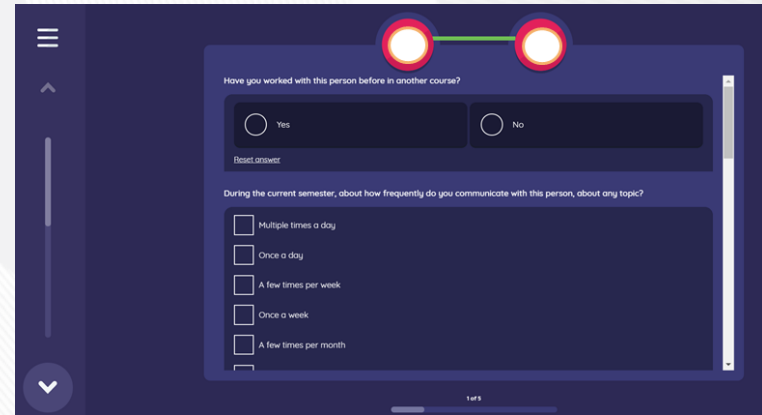 Have you worked with this person before in another course?
Yes
No
Reset answer
During the current semester, about how frequently do you communicate with this person, about any topic?
Multiple times a day
Once a day
A few times per week
Once a week
A few times per month
1 of 5